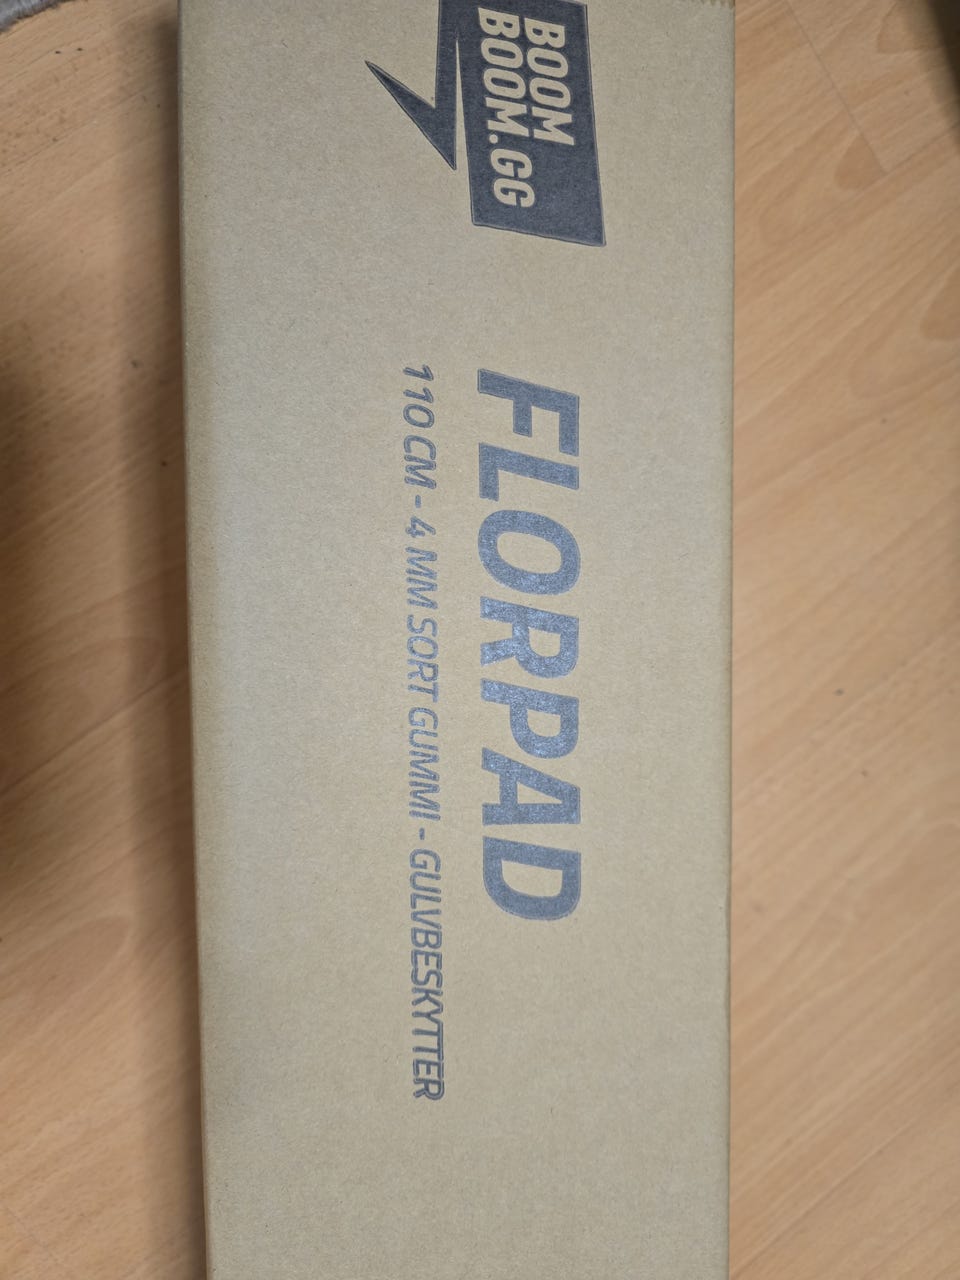 BOOM
BOOM.GG
FLORPAD
110 CM - 4 MM SORT GUMMI - GULVBESKYTTER